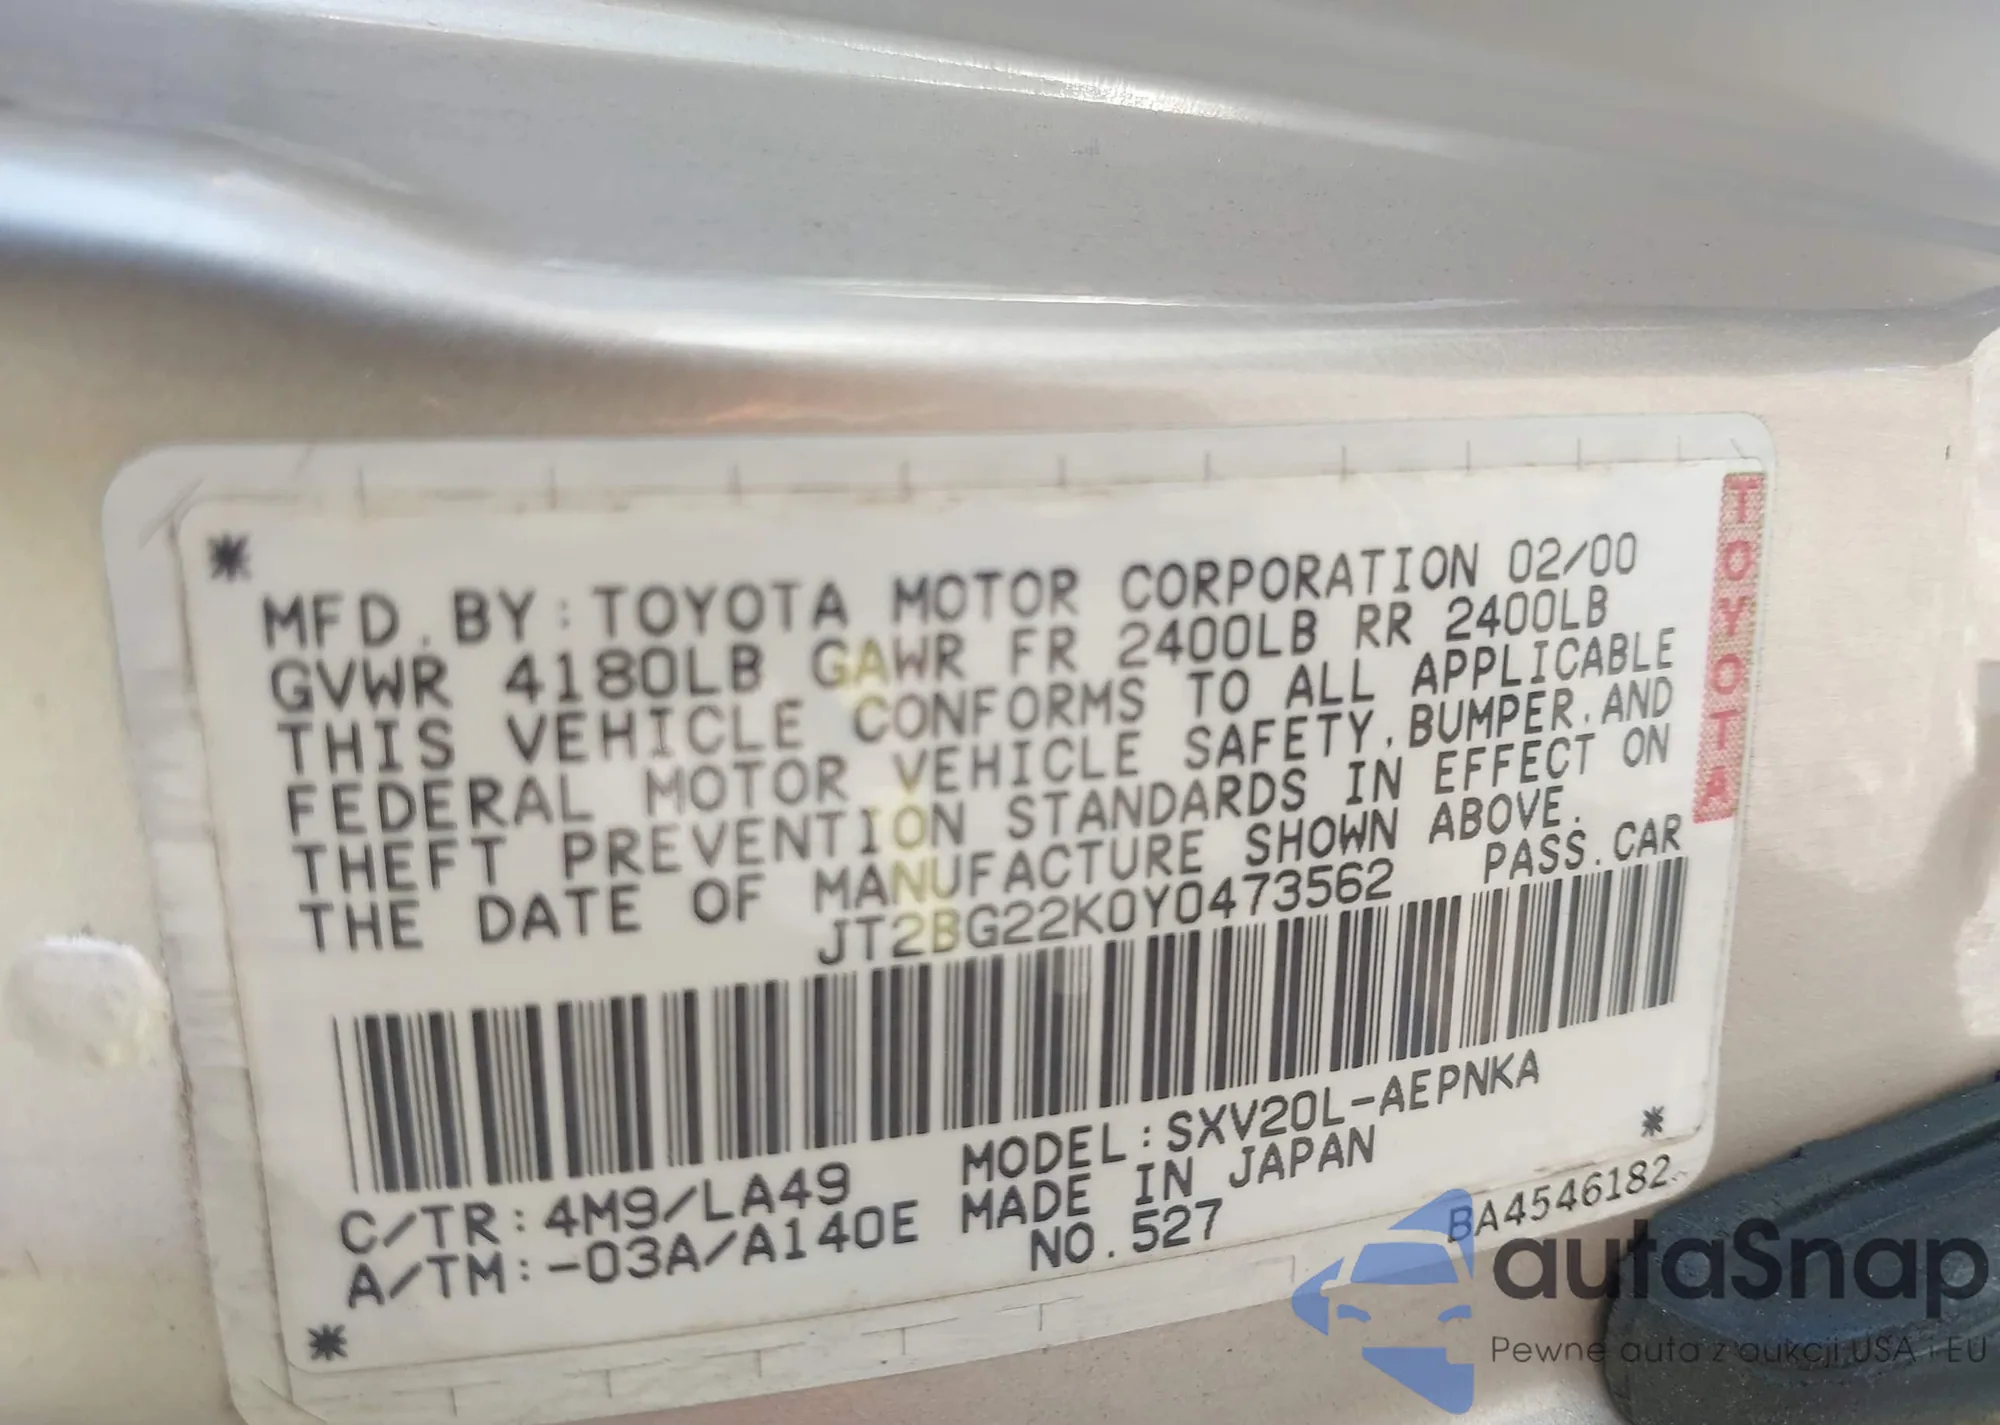 MFD. BY: TOYOTA MOTOR CORPORATION 02/00
GVWR 4180LB GAWR FR 2400LB RR 2400LB
THIS VEHICLE CONFORMS TO ALL APPLICABLE
FEDERAL MOTOR VEHICLE SAFETY, BUMPER, AND
THEFT PREVENTION STANDARDS IN EFFECT ON
THE DATE OF MANUFACTURE SHOWN ABOVE.
JT2BG22K0Y0473562 PASS. CAR
C/TR: 4M9/LA49 MODEL: SXV20L-AEPNKA
A/TM: -03A/A140E MADE IN JAPAN
NO. 527
BA4546182
TOYOTA
autaSnap
Pewne auta z aukcji USA i EU